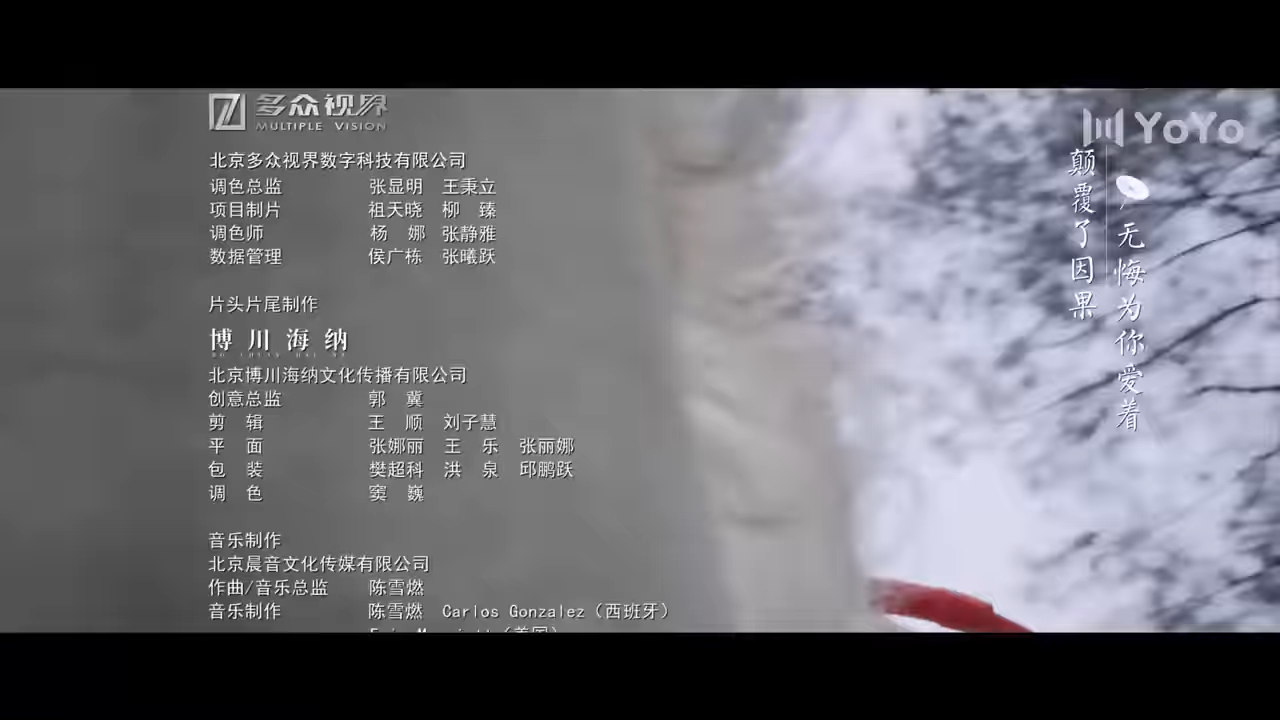 多众视界
MULTIPLE VISION
北京多众视界数字科技有限公司
调色总监 张显明 王秉立
项目制片 祖天晓 柳 臻
调色师 杨 娜 张静雅
数据管理 侯广栋 张曦跃
片头片尾制作
博川海纳
北京博川海纳文化传播有限公司
创意总监 郭 冀
剪 辑 王 顺 刘子慧
平 面 张娜丽 王 乐 张丽娜
包 装 樊超科 洪 泉 邱鹏跃
调 色 窦 巍
音乐制作
北京晨音文化传媒有限公司
作曲/音乐总监 陈雪燃
音乐制作 陈雪燃 Carlos Gonzalez（西班牙）
YoYo
颠覆了因果
无悔为你爱着